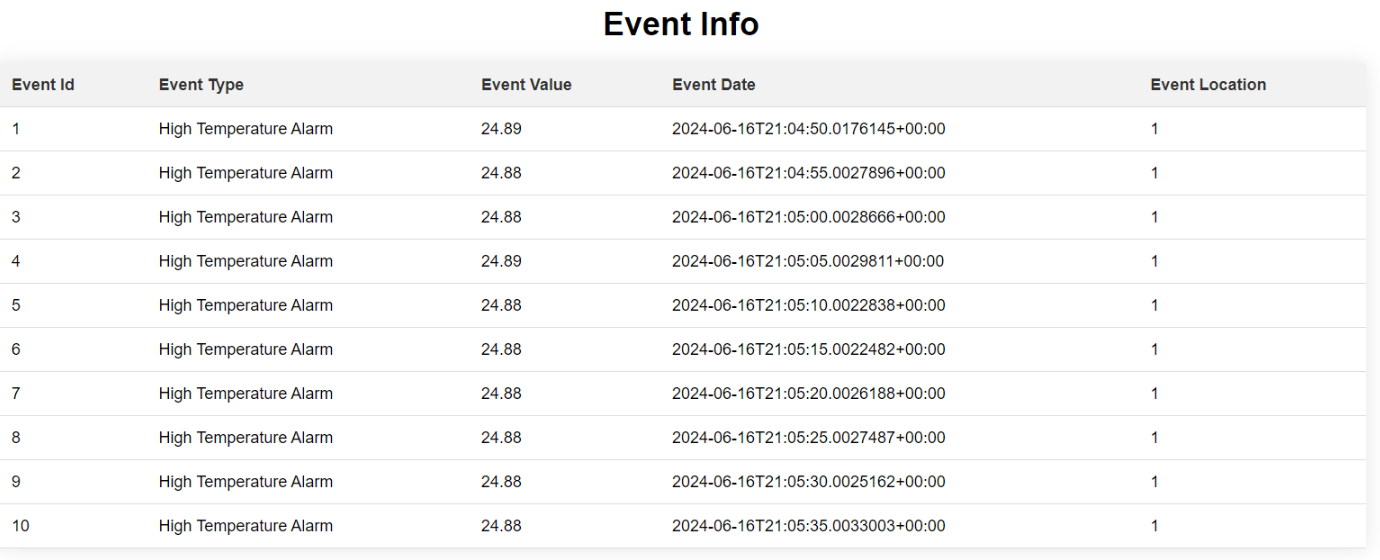 Event Info
Event Id Event Type Event Value Event Date Event Location
1 High Temperature Alarm 24.89 2024-06-16T21:04:50.0176145+00:00 1
2 High Temperature Alarm 24.88 2024-06-16T21:04:55.0027896+00:00 1
3 High Temperature Alarm 24.88 2024-06-16T21:05:00.0028666+00:00 1
4 High Temperature Alarm 24.89 2024-06-16T21:05:05.0029811+00:00 1
5 High Temperature Alarm 24.88 2024-06-16T21:05:10.0022838+00:00 1
6 High Temperature Alarm 24.88 2024-06-16T21:05:15.0022482+00:00 1
7 High Temperature Alarm 24.88 2024-06-16T21:05:20.0026188+00:00 1
8 High Temperature Alarm 24.88 2024-06-16T21:05:25.0027487+00:00 1
9 High Temperature Alarm 24.88 2024-06-16T21:05:30.0025162+00:00 1
10 High Temperature Alarm 24.88 2024-06-16T21:05:35.0033003+00:00 1